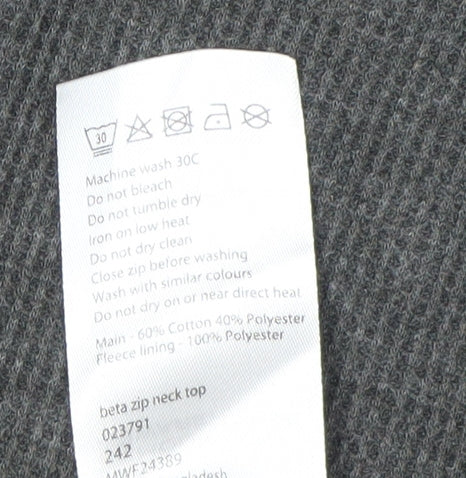 30
Machine wash 30C
Do not bleach
Do not tumble dry
Iron on low heat
Do not dry clean
Close zip before washing
Wash with similar colours
Do not dry on or near direct heat
Main - 60% Cotton 40% Polyester
Fleece lining - 100% Polyester
beta zip neck top
023791
242
MWF24389